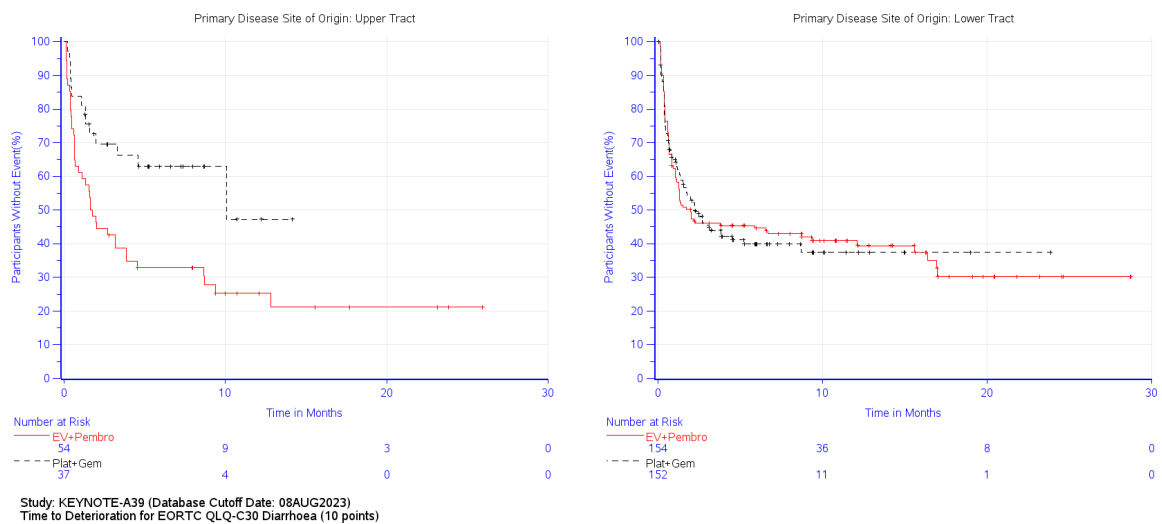 Primary Disease Site of Origin: Upper Tract
Participants Without Event(%)
100
90
80
70
60
50
40
30
20
10
0
0 10 20 30
Time in Months
Number at Risk
EV+Pembro
54 9 3 0
Plat+Gem
37 4 0 0
Primary Disease Site of Origin: Lower Tract
Participants Without Event(%)
100
90
80
70
60
50
40
30
20
10
0
0 10 20 30
Time in Months
Number at Risk
EV+Pembro
154 36 8 0
Plat+Gem
152 11 1 0
Study: KEYNOTE-A39 (Database Cutoff Date: 08AUG2023)
Time to Deterioration for EORTC QLQ-C30 Diarrhoea (10 points)